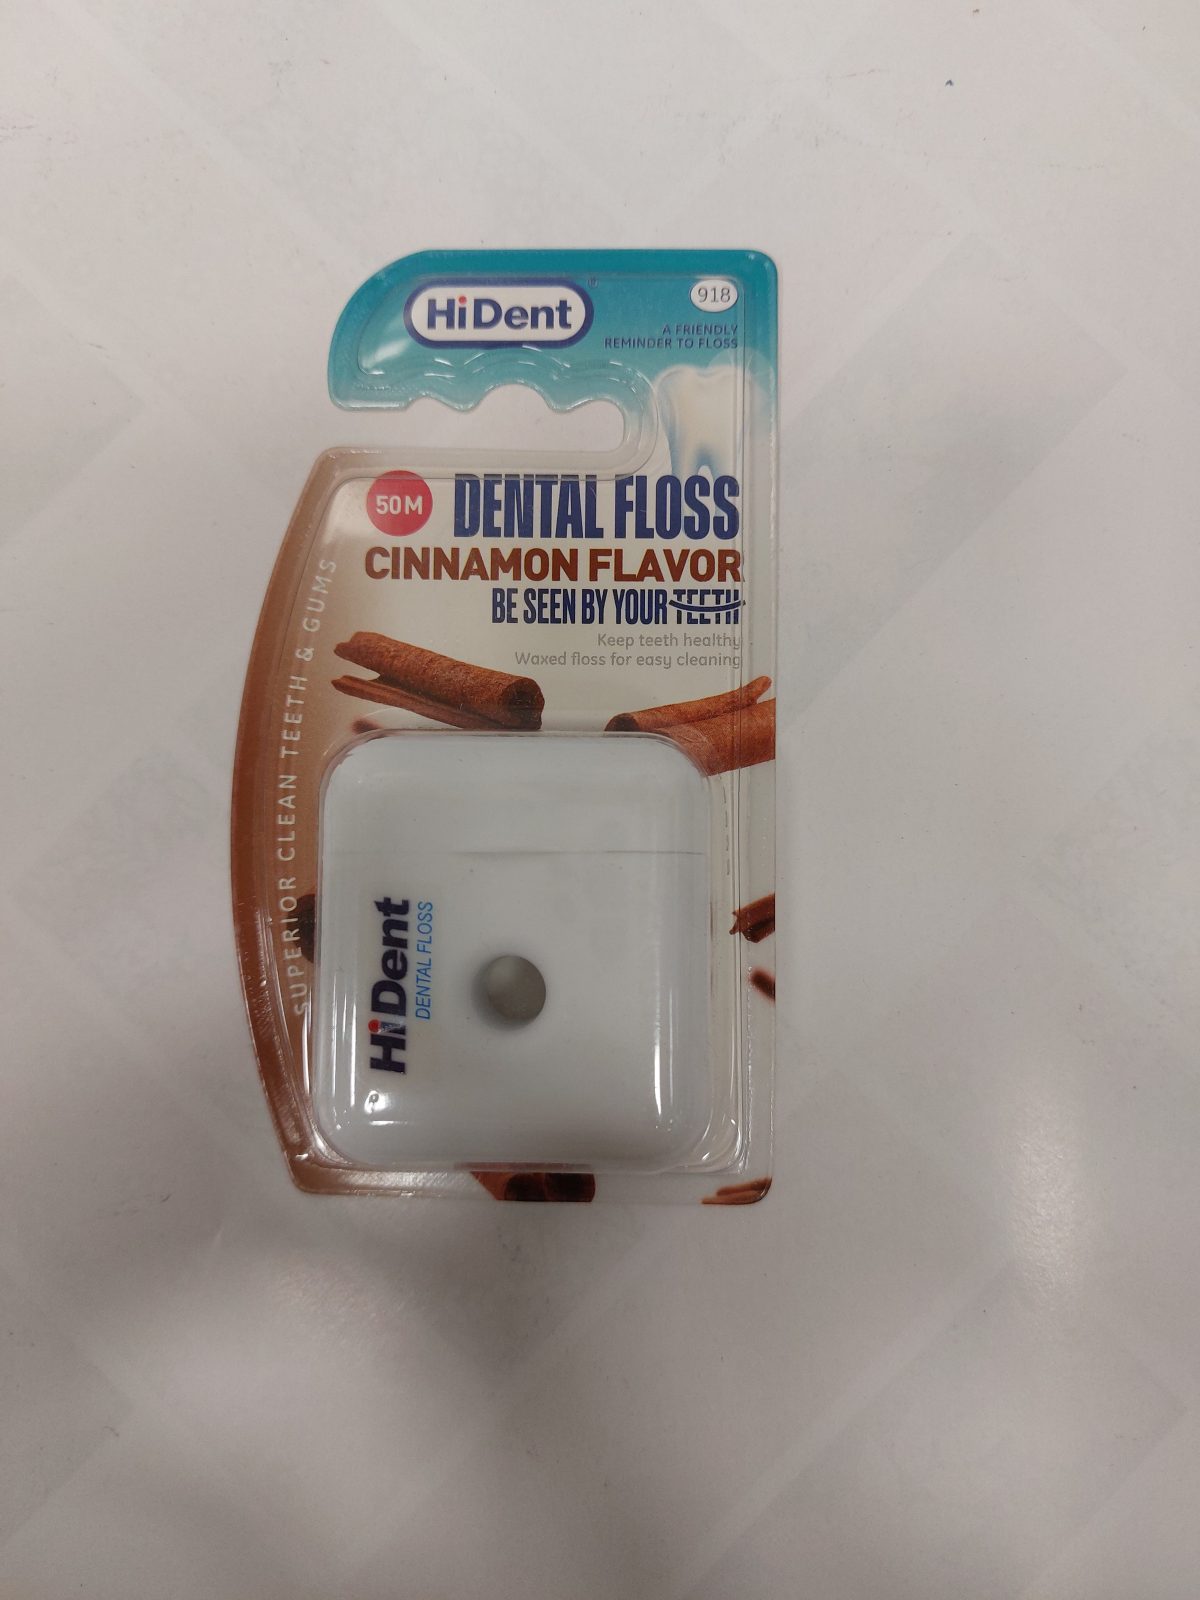 HiDent®
918
A FRIENDLY
REMINDER TO FLOSS
50M
DENTAL FLOSS
CINNAMON FLAVOR
BE SEEN BY YOUR TEETH
Keep teeth healthy
Waxed floss for easy cleaning
SUPERIOR CLEAN TEETH & GUMS
HiDent
DENTAL FLOSS